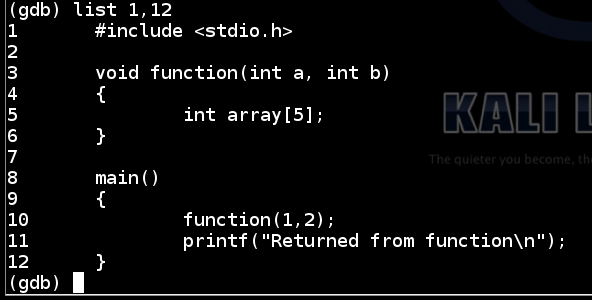 (gdb) list 1,12
1       #include <stdio.h>
2
3       void function(int a, int b)
4       {
5               int array[5];
6       }
7
8       main()
9       {
10              function(1,2);
11              printf("Returned from function\n");
12      }
(gdb)
KALI L
The quieter you become, the